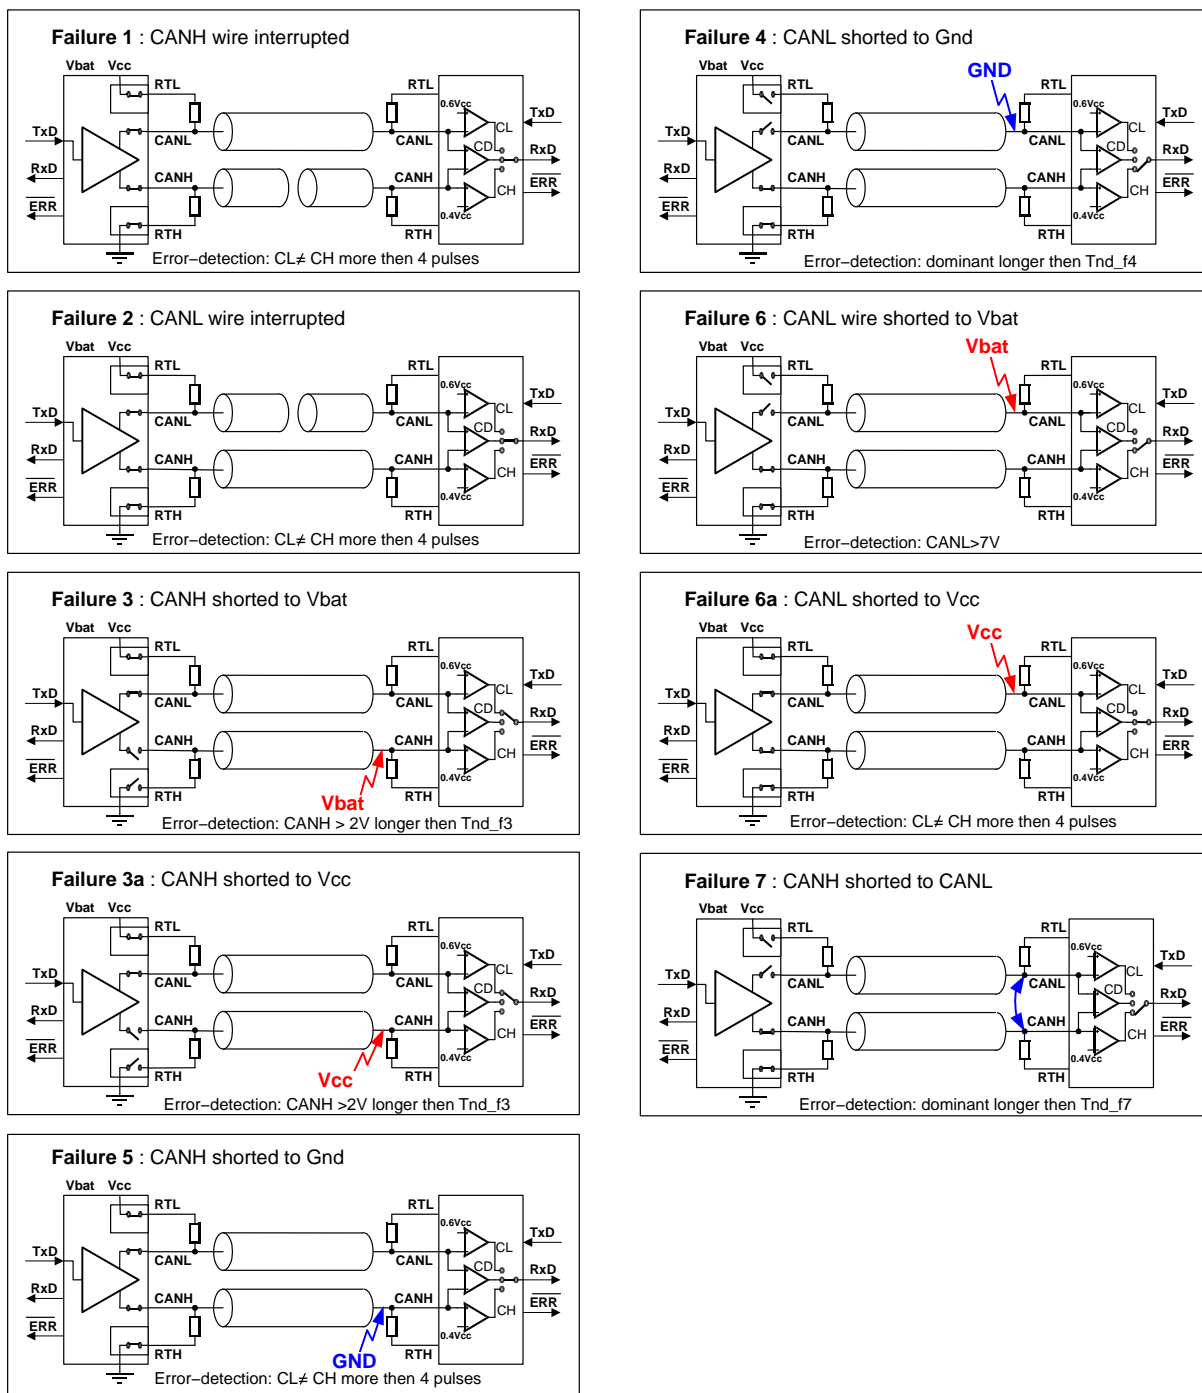 Failure 1 : CANH wire interrupted
Vbat Vcc
RTL RTL
0.6Vcc
TxD TxD
CL
CANL CANL
CD
RxD RxD
CANH CANH
CH
ERR ERR
0.4Vcc
RTH RTH
Error–detection: CL≠ CH more then 4 pulses
Failure 2 : CANL wire interrupted
Vbat Vcc
RTL RTL
0.6Vcc
TxD TxD
CL
CANL CANL
CD
RxD RxD
CANH CANH
CH
ERR ERR
0.4Vcc
RTH RTH
Error–detection: CL≠ CH more then 4 pulses
Failure 3 : CANH shorted to Vbat
Vbat Vcc
RTL RTL
0.6Vcc
TxD TxD
CL
CANL CANL
CD
RxD RxD
CANH CANH
CH
ERR ERR
0.4Vcc
RTH RTH
Vbat
Error–detection: CANH > 2V longer then Tnd_f3
Failure 3a : CANH shorted to Vcc
Vbat Vcc
RTL RTL
0.6Vcc
TxD TxD
CL
CANL CANL
CD
RxD RxD
CANH CANH
CH
ERR ERR
0.4Vcc
RTH RTH
Vcc
Error–detection: CANH >2V longer then Tnd_f3
Failure 5 : CANH shorted to Gnd
Vbat Vcc
RTL RTL
0.6Vcc
TxD TxD
CL
CANL CANL
CD
RxD RxD
CANH CANH
CH
ERR ERR
0.4Vcc
RTH RTH
GND
Error–detection: CL≠ CH more then 4 pulses
Failure 4 : CANL shorted to Gnd
Vbat Vcc
GND
RTL RTL
0.6Vcc
TxD TxD
CL
CANL CANL
CD
RxD RxD
CANH CANH
CH
ERR ERR
0.4Vcc
RTH RTH
Error–detection: dominant longer then Tnd_f4
Failure 6 : CANL wire shorted to Vbat
Vbat Vcc
Vbat
RTL RTL
0.6Vcc
TxD TxD
CL
CANL CANL
CD
RxD RxD
CANH CANH
CH
ERR ERR
0.4Vcc
RTH RTH
Error–detection: CANL>7V
Failure 6a : CANL shorted to Vcc
Vbat Vcc
Vcc
RTL RTL
0.6Vcc
TxD TxD
CL
CANL CANL
CD
RxD RxD
CANH CANH
CH
ERR ERR
0.4Vcc
RTH RTH
Error–detection: CL≠ CH more then 4 pulses
Failure 7 : CANH shorted to CANL
Vbat Vcc
RTL RTL
0.6Vcc
TxD TxD
CL
CANL CANL
CD
RxD RxD
CANH CANH
CH
ERR ERR
0.4Vcc
RTH RTH
Error–detection: dominant longer then Tnd_f7